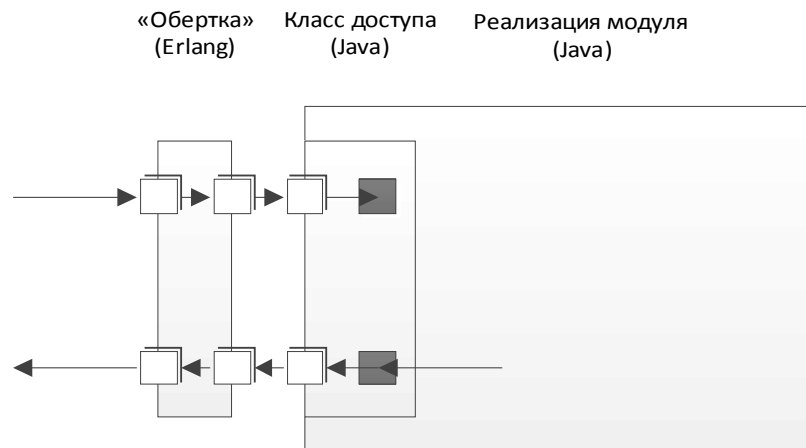 «Обертка»
(Erlang)
Класс доступа
(Java)
Реализация модуля
(Java)